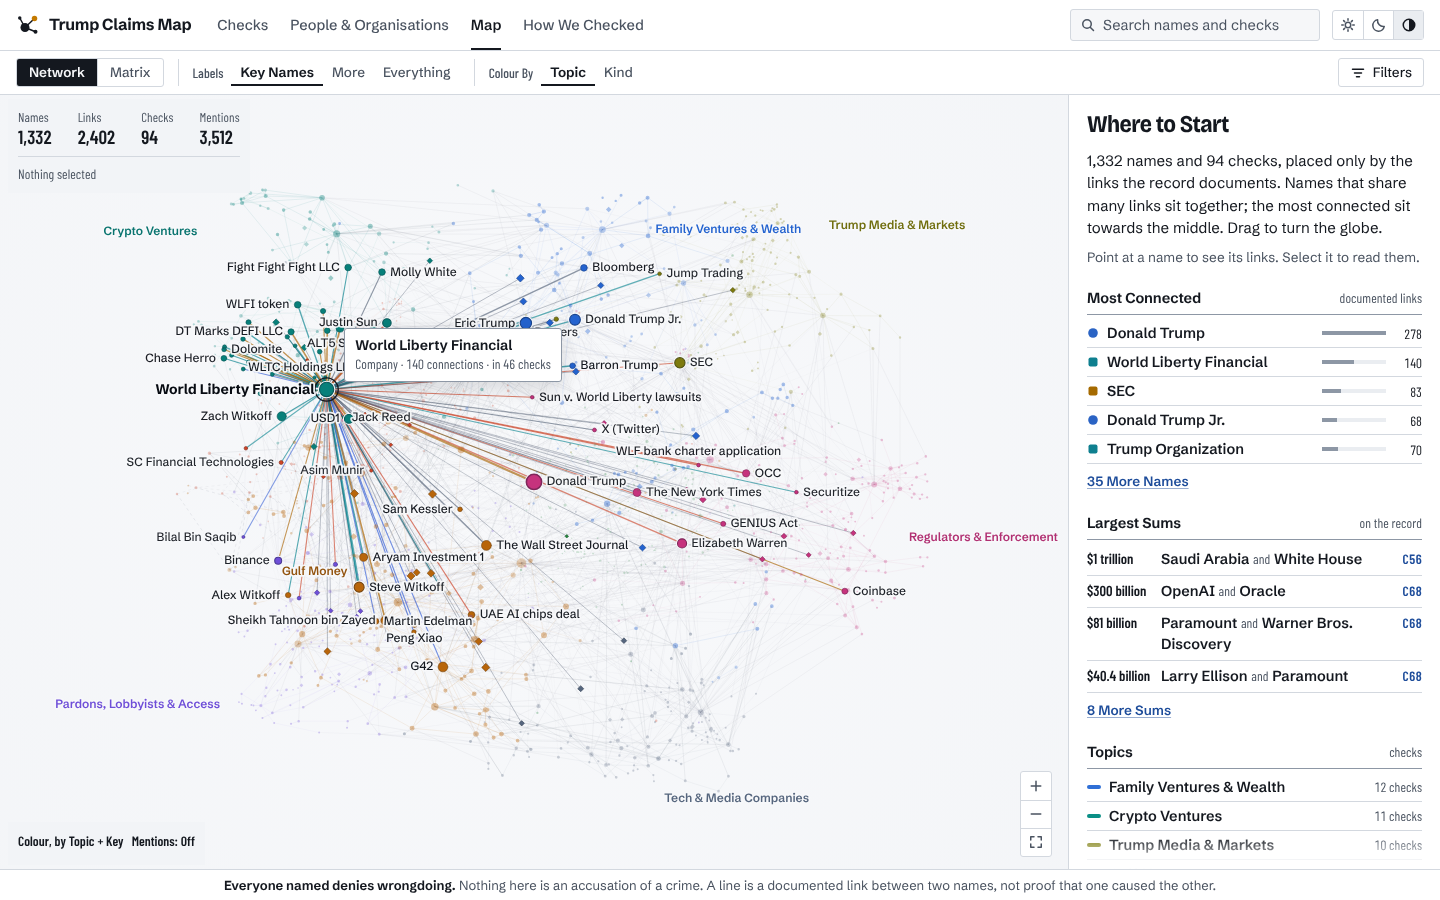 Trump Claims Map
Checks
People & Organisations
Map
How We Checked
Search names and checks
Network
Matrix
Labels
Key Names
More
Everything
Colour By
Topic
Kind
Filters
Names
Links
Checks
Mentions
1,332
2,402
94
3,512
Nothing selected
Crypto Ventures
Family Ventures & Wealth
Trump Media & Markets
Fight Fight Fight LLC
Molly White
Bloomberg
Jump Trading
WLFI token
Justin Sun
Eric Trump
Donald Trump Jr.
DT Marks DEFI LLC
ALT5 S
Dolomite
Chase Herro
WLTC Holdings LL
World Liberty Financial
Company · 140 connections · in 46 checks
Barron Trump
SEC
World Liberty Financial
Sun v. World Liberty lawsuits
Zach Witkoff
USD1
Jack Reed
X (Twitter)
WLF bank charter application
SC Financial Technologies
Asim Munir
OCC
Donald Trump
The New York Times
Securitize
Sam Kessler
GENIUS Act
Bilal Bin Saqib
Regulators & Enforcement
The Wall Street Journal
Elizabeth Warren
Binance
Aryam Investment 1
Gulf Money
Steve Witkoff
Coinbase
Alex Witkoff
UAE AI chips deal
Sheikh Tahnoon bin Zayed
Martin Edelman
Peng Xiao
G42
Pardons, Lobbyists & Access
Tech & Media Companies
Colour, by Topic + Key
Mentions: Off
Where to Start
1,332 names and 94 checks, placed only by the
links the record documents. Names that share
many links sit together; the most connected sit
towards the middle. Drag to turn the globe.
Point at a name to see its links. Select it to read them.
Most Connected
documented links
Donald Trump
278
World Liberty Financial
140
SEC
83
Donald Trump Jr.
68
Trump Organization
70
35 More Names
Largest Sums
on the record
$1 trillion
Saudi Arabia and White House
C56
$300 billion
OpenAI and Oracle
C68
$81 billion
Paramount and Warner Bros.
Discovery
C68
$40.4 billion
Larry Ellison and Paramount
C68
8 More Sums
Topics
checks
Family Ventures & Wealth
12 checks
Crypto Ventures
11 checks
Trump Media & Markets
10 checks
Everyone named denies wrongdoing. Nothing here is an accusation of a crime. A line is a documented link between two names, not proof that one caused the other.